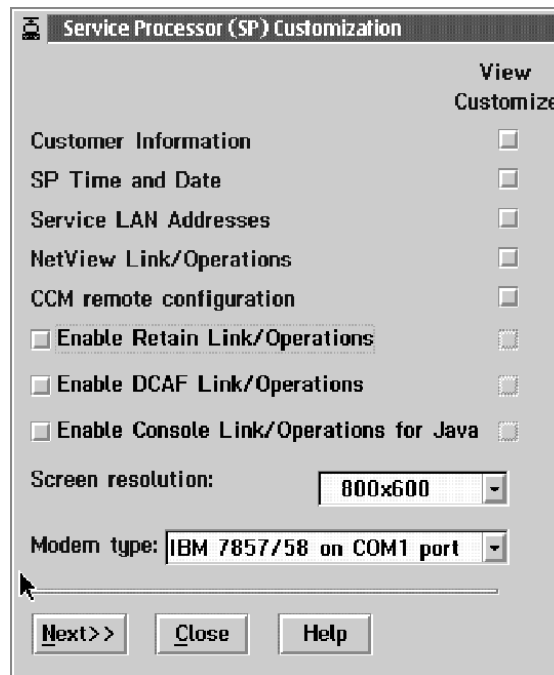 Service Processor (SP) Customization
View
Customize
Customer Information
SP Time and Date
Service LAN Addresses
NetView Link/Operations
CCM remote configuration
Enable Retain Link/Operations
Enable DCAF Link/Operations
Enable Console Link/Operations for Java
Screen resolution: 800x600
Modem type: IBM 7857/58 on COM1 port
Next>> Close Help